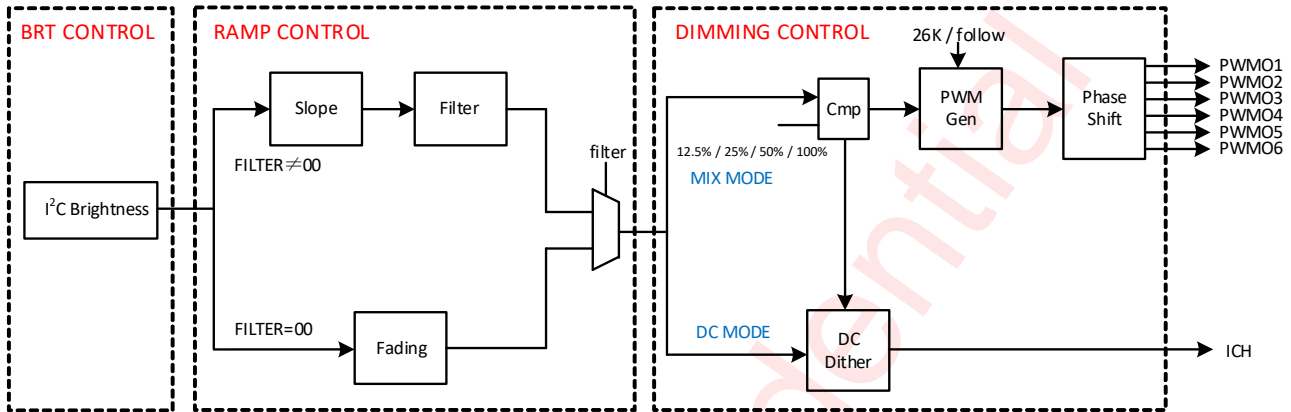 BRT CONTROL
I²C Brightness
RAMP CONTROL
Slope
Filter
FILTER≠00
filter
FILTER=00
Fading
DIMMING CONTROL
26K / follow
Cmp
PWM
Gen
Phase
Shift
12.5% / 25% / 50% / 100%
MIX MODE
DC MODE
DC
Dither
PWMO1
PWMO2
PWMO3
PWMO4
PWMO5
PWMO6
ICH
dential